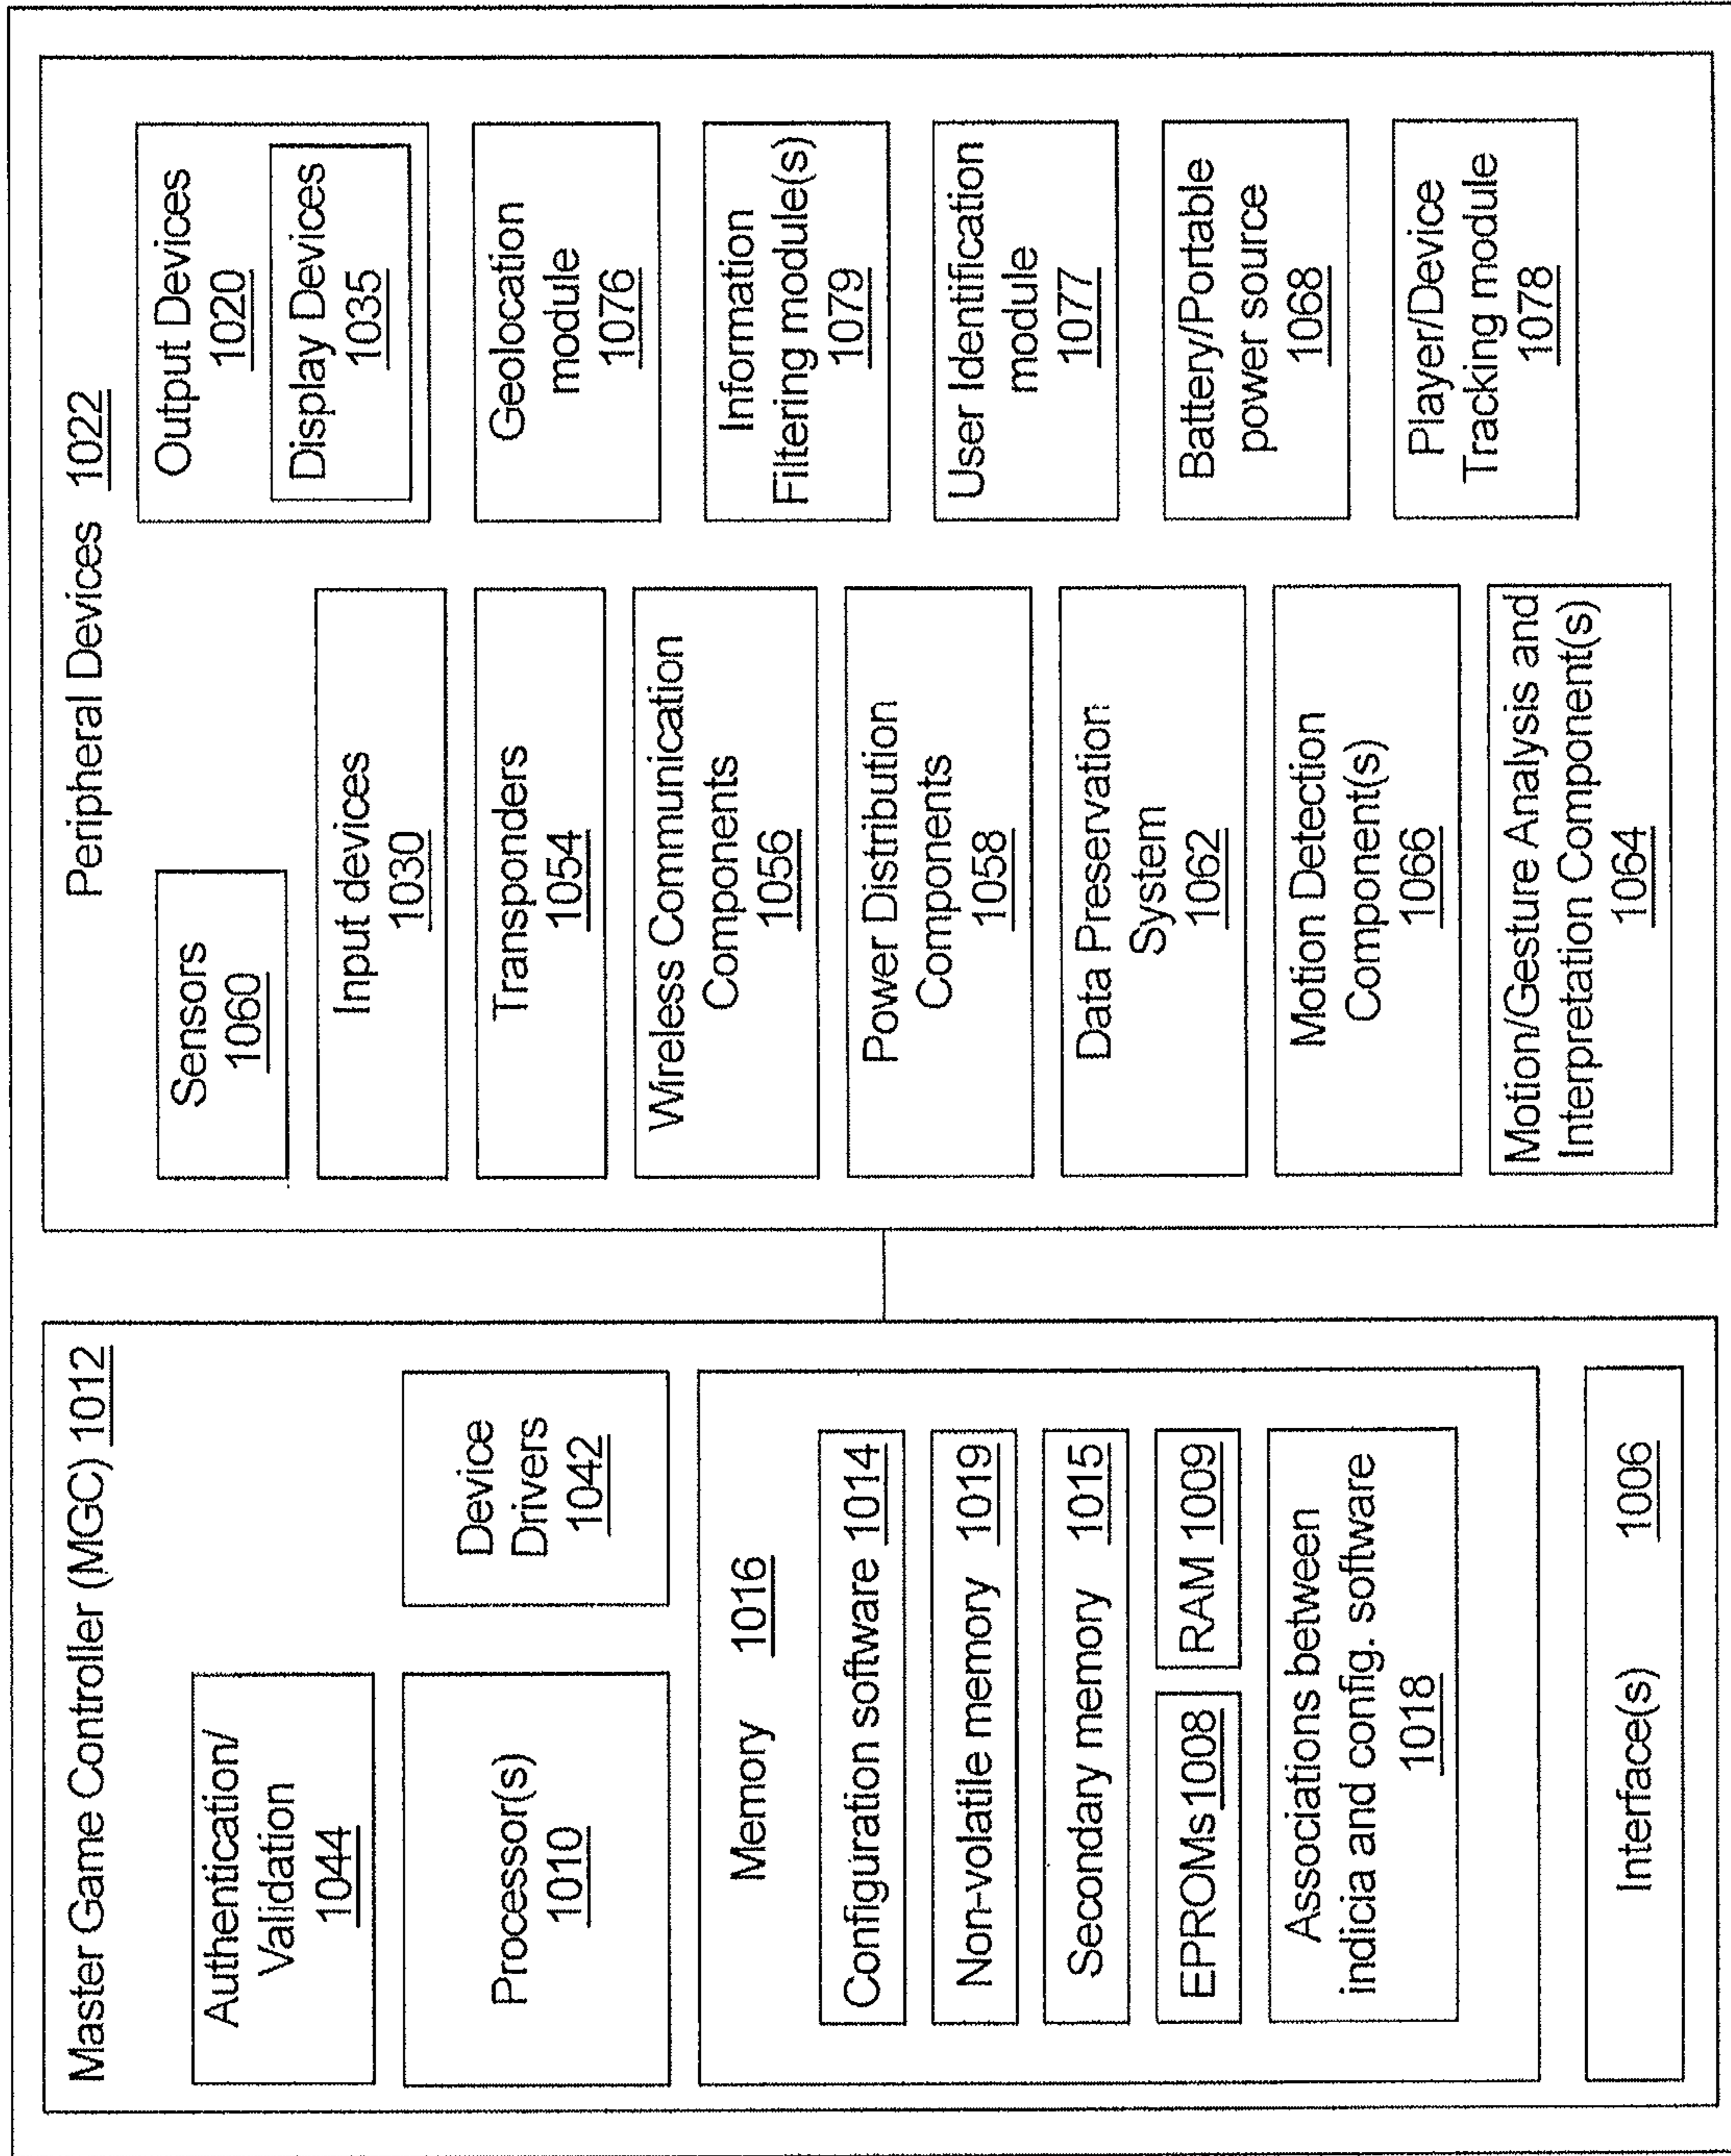 Master Game Controller (MGC) 1012
Authentication/
Validation
1044
Processor(s)
1010
Device
Drivers
1042
Memory 1016
Configuration software 1014
Non-volatile memory 1019
Secondary memory 1015
EPROMs 1008
RAM 1009
Associations between
indicia and config. software
1018
Interface(s) 1006
Peripheral Devices 1022
Sensors
1060
Input devices
1030
Transponders
1054
Wireless Communication
Components
1056
Power Distribution
Components
1058
Data Preservation
System
1062
Motion Detection
Component(s)
1066
Motion/Gesture Analysis and
Interpretation Component(s)
1064
Output Devices
1020
Display Devices
1035
Geolocation
module
1076
Information
Filtering module(s)
1079
User Identification
module
1077
Battery/Portable
power source
1068
Player/Device
Tracking module
1078